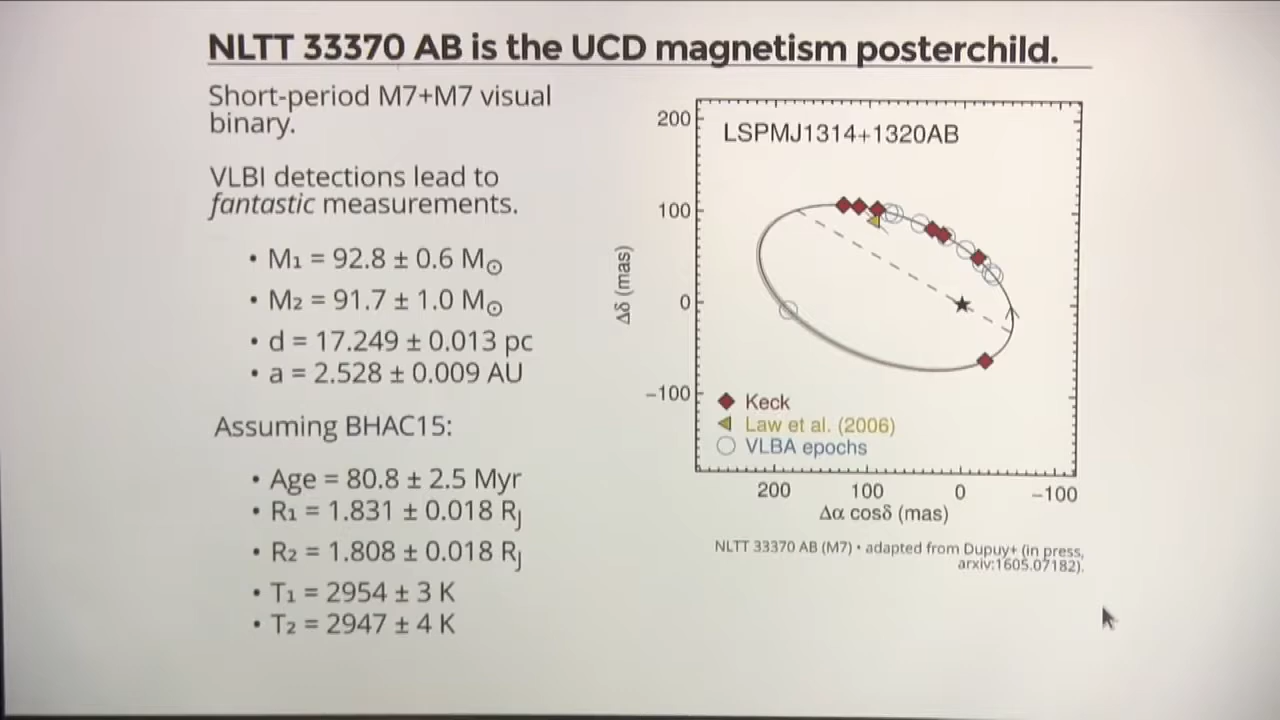 NLTT 33370 AB is the UCD magnetism posterchild.
Short-period M7+M7 visual
binary.
VLBI detections lead to
fantastic measurements.
• M₁ = 92.8 ± 0.6 M☉
• M₂ = 91.7 ± 1.0 M☉
• d = 17.249 ± 0.013 pc
• a = 2.528 ± 0.009 AU
Assuming BHAC15:
• Age = 80.8 ± 2.5 Myr
• R₁ = 1.831 ± 0.018 RJ
• R₂ = 1.808 ± 0.018 RJ
• T₁ = 2954 ± 3 K
• T₂ = 2947 ± 4 K
LSPMJ1314+1320AB
200
100
0
−100
Δδ (mas)
Keck
Law et al. (2006)
VLBA epochs
200 100 0 −100
Δα cosδ (mas)
NLTT 33370 AB (M7) • adapted from Dupuy+ (in press,
arxiv:1605.07182).